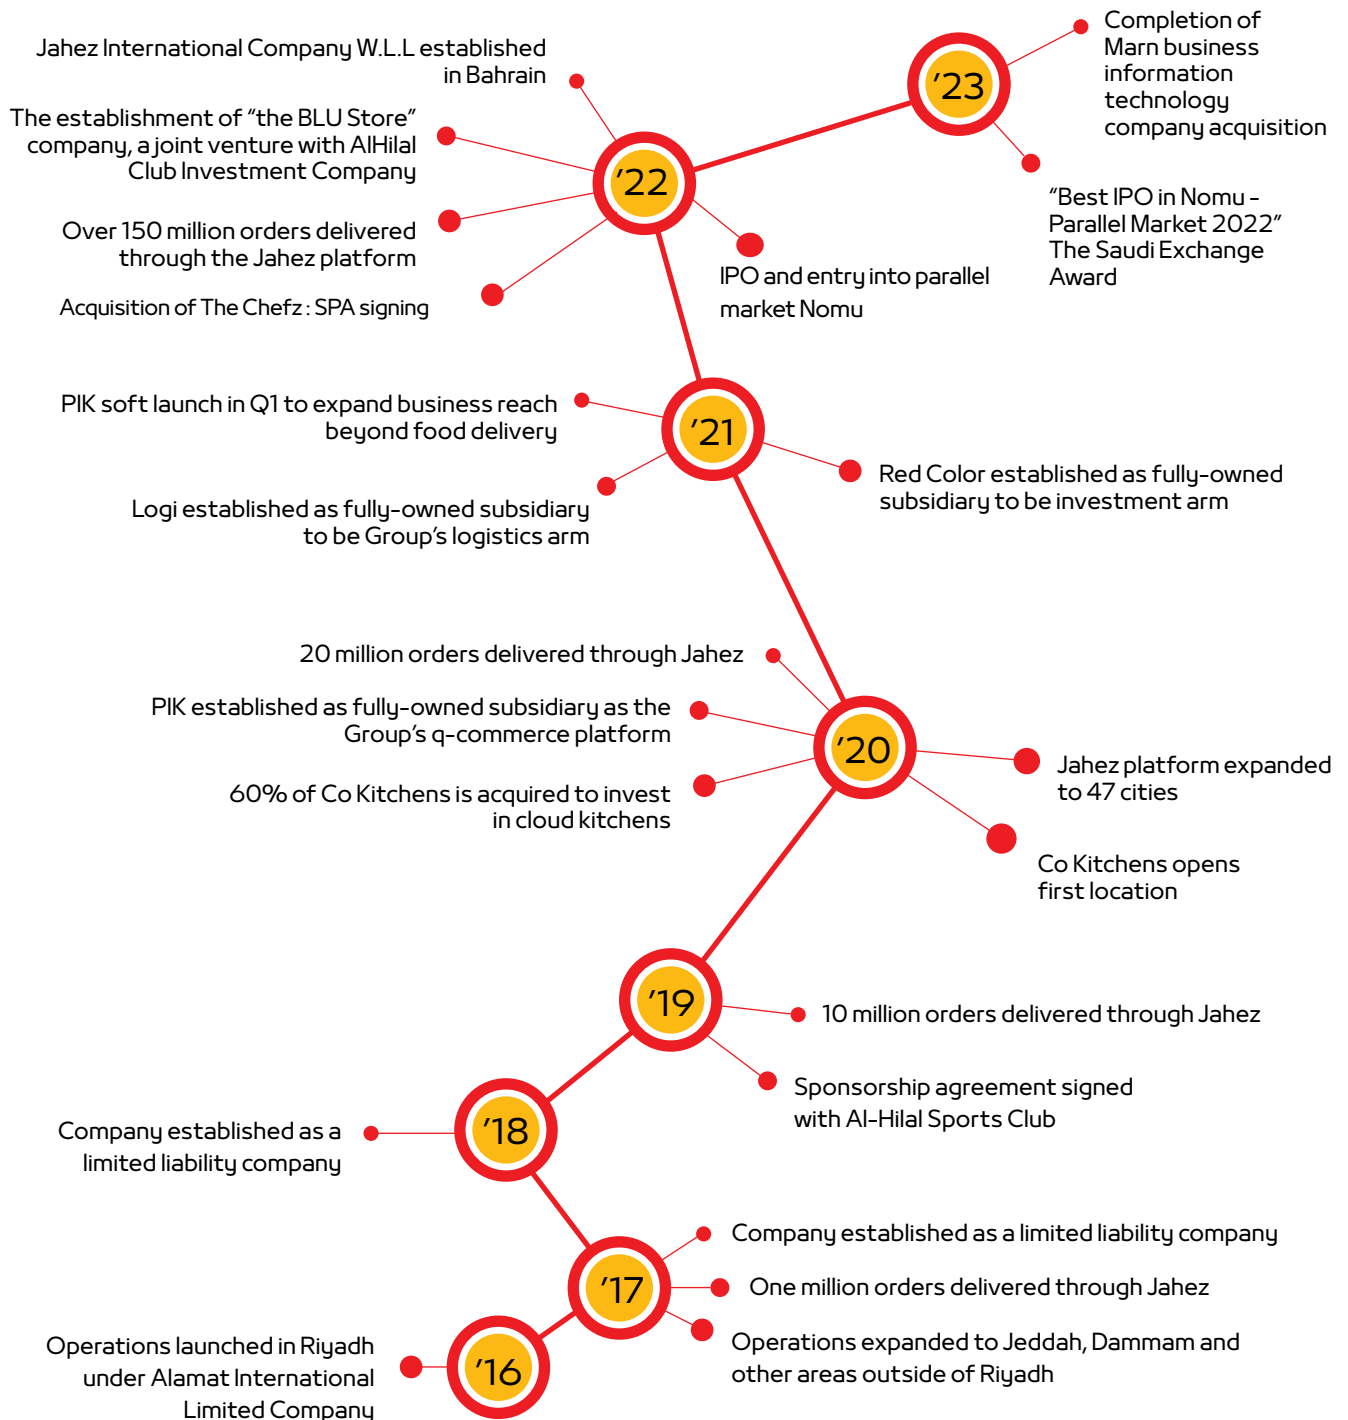 Jahez International Company W.L.L established
in Bahrain
The establishment of “the BLU Store”
company, a joint venture with AlHilal
Club Investment Company
Over 150 million orders delivered
through the Jahez platform
Acquisition of The Chefz : SPA signing
’22
IPO and entry into parallel
market Nomu
’23
Completion of
Marn business
information
technology
company acquisition
“Best IPO in Nomu -
Parallel Market 2022”
The Saudi Exchange
Award
PIK soft launch in Q1 to expand business reach
beyond food delivery
Logi established as fully-owned subsidiary
to be Group’s logistics arm
’21
Red Color established as fully-owned
subsidiary to be investment arm
20 million orders delivered through Jahez
PIK established as fully-owned subsidiary as the
Group’s q-commerce platform
60% of Co Kitchens is acquired to invest
in cloud kitchens
’20
Jahez platform expanded
to 47 cities
Co Kitchens opens
first location
’19
10 million orders delivered through Jahez
Sponsorship agreement signed
with Al-Hilal Sports Club
Company established as a
limited liability company
’18
’17
Company established as a limited liability company
One million orders delivered through Jahez
Operations expanded to Jeddah, Dammam and
other areas outside of Riyadh
Operations launched in Riyadh
under Alamat International
Limited Company
’16